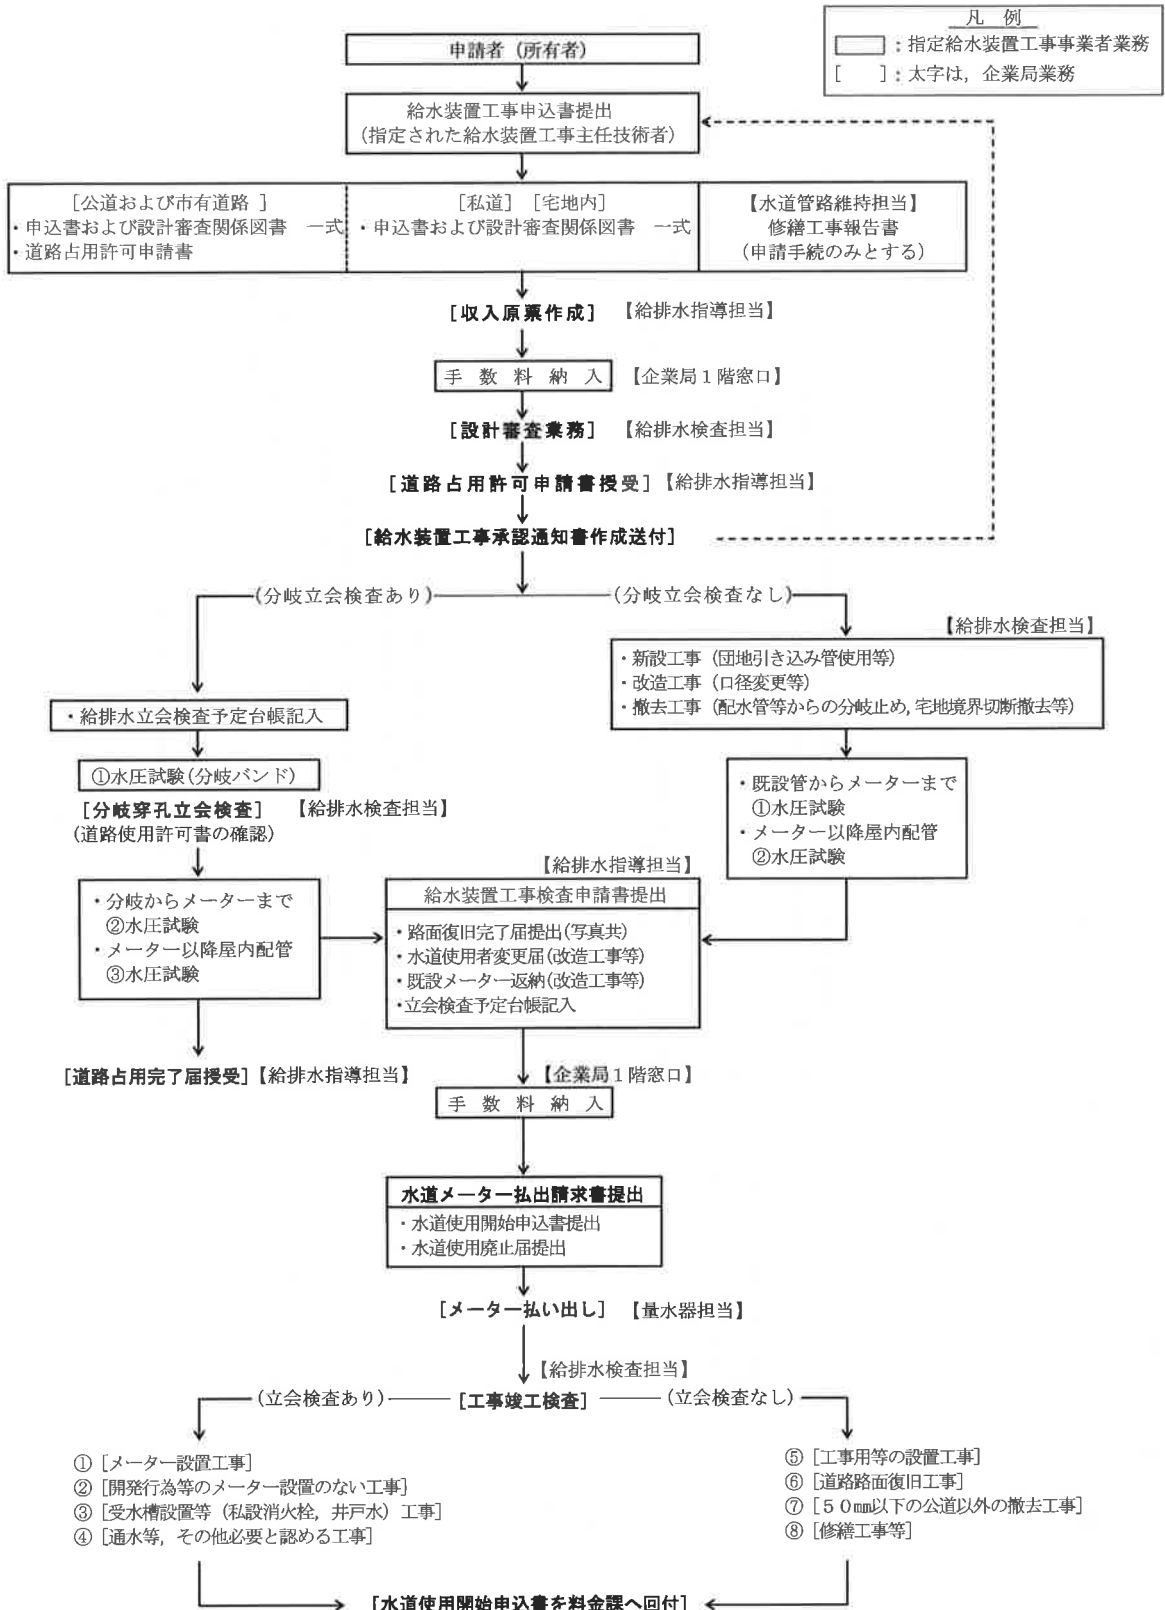 凡 例
：指定給水装置工事事業者業務
[ ]：太字は，企業局業務
申請者（所有者）
給水装置工事申込書提出
（指定された給水装置工事主任技術者）
［公道および市有道路 ］
・申込書および設計審査関係図書 一式
・道路占用許可申請書
［私道］［宅地内］
・申込書および設計審査関係図書 一式
【水道管路維持担当】
修繕工事報告書
（申請手続のみとする）
［収入原票作成］ 【給排水指導担当】
手 数 料 納 入 【企業局１階窓口】
［設計審査業務］ 【給排水検査担当】
［道路占用許可申請書授受］【給排水指導担当】
［給水装置工事承認通知書作成送付］
（分岐立会検査あり） （分岐立会検査なし）
【給排水検査担当】
・新設工事（団地引き込み管使用等）
・改造工事（口径変更等）
・撤去工事（配水管等からの分岐止め，宅地境界切断撤去等）
・給排水立会検査予定台帳記入
①水圧試験（分岐バンド）
［分岐穿孔立会検査］ 【給排水検査担当】
（道路使用許可書の確認）
・既設管からメーターまで
①水圧試験
・メーター以降屋内配管
②水圧試験
・分岐からメーターまで
②水圧試験
・メーター以降屋内配管
③水圧試験
【給排水指導担当】
給水装置工事検査申請書提出
・路面復旧完了届提出（写真共）
・水道使用者変更届（改造工事等）
・既設メーター返納（改造工事等）
・立会検査予定台帳記入
［道路占用完了届授受］【給排水指導担当】
【企業局１階窓口】
手 数 料 納 入
水道メーター払出請求書提出
・水道使用開始申込書提出
・水道使用廃止届提出
［メーター払い出し］ 【量水器担当】
【給排水検査担当】
（立会検査あり） ［工事竣工検査］ （立会検査なし）
①［メーター設置工事］
②［開発行為等のメーター設置のない工事］
③［受水槽設置等（私設消火栓，井戸水）工事］
④［通水等，その他必要と認める工事］
⑤［工事用等の設置工事］
⑥［道路路面復旧工事］
⑦［５０㎜以下の公道以外の撤去工事］
⑧［修繕工事等］
［水道使用開始申込書を料金課へ回付］